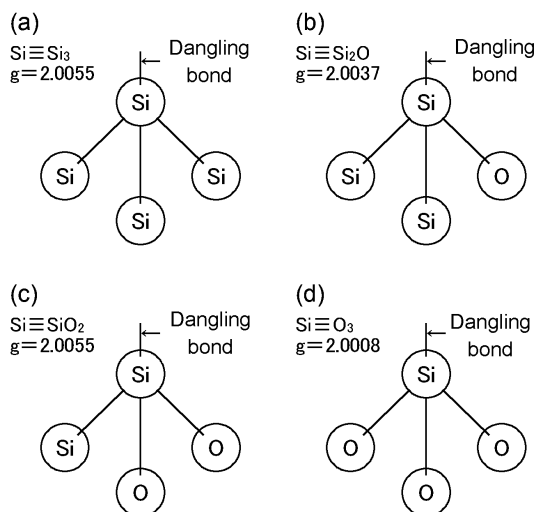 (a)
Si≡Si₃
g=2.0055
Dangling
bond
Si
Si
Si
Si
(b)
Si≡Si₂O
g=2.0037
Dangling
bond
Si
Si
O
Si
(c)
Si≡SiO₂
g=2.0055
Dangling
bond
Si
Si
O
O
(d)
Si≡O₃
g=2.0008
Dangling
bond
Si
O
O
O